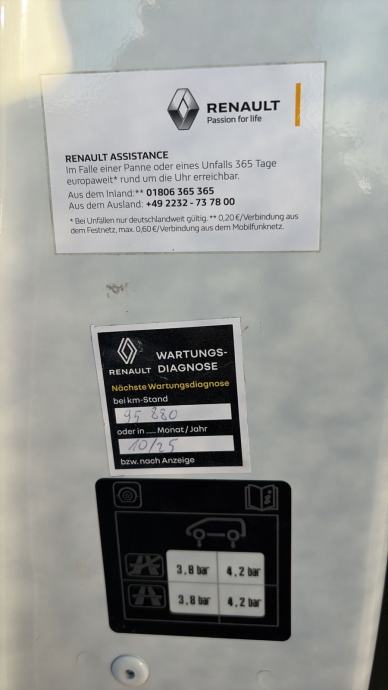 RENAULT
Passion for life
RENAULT ASSISTANCE
Im Falle einer Panne oder eines Unfalls 365 Tage
europaweit* rund um die Uhr erreichbar.
Aus dem Inland:** 01806 365 365
Aus dem Ausland: +49 2232 - 73 78 00
* Bei Unfällen nur deutschlandweit gültig. ** 0,20 €/Verbindung aus
dem Festnetz, max. 0,60 €/Verbindung aus dem Mobilfunknetz.
RENAULT
WARTUNGS-
DIAGNOSE
Nächste Wartungsdiagnose
bei km-Stand
95 880
oder in .... Monat/Jahr
10/25
bzw. nach Anzeige
3,8 bar 4,2 bar
3,8 bar 4,2 bar